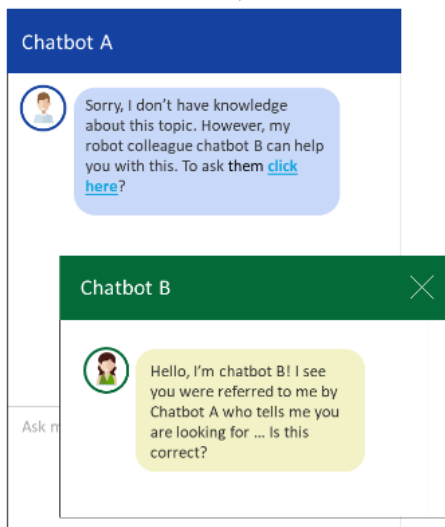 Chatbot A
Sorry, I don't have knowledge
about this topic. However, my
robot colleague chatbot B can help
you with this. To ask them click
here?
Chatbot B
Hello, I'm chatbot B! I see
you were referred to me by
Chatbot A who tells me you
are looking for ... Is this
correct?
Ask